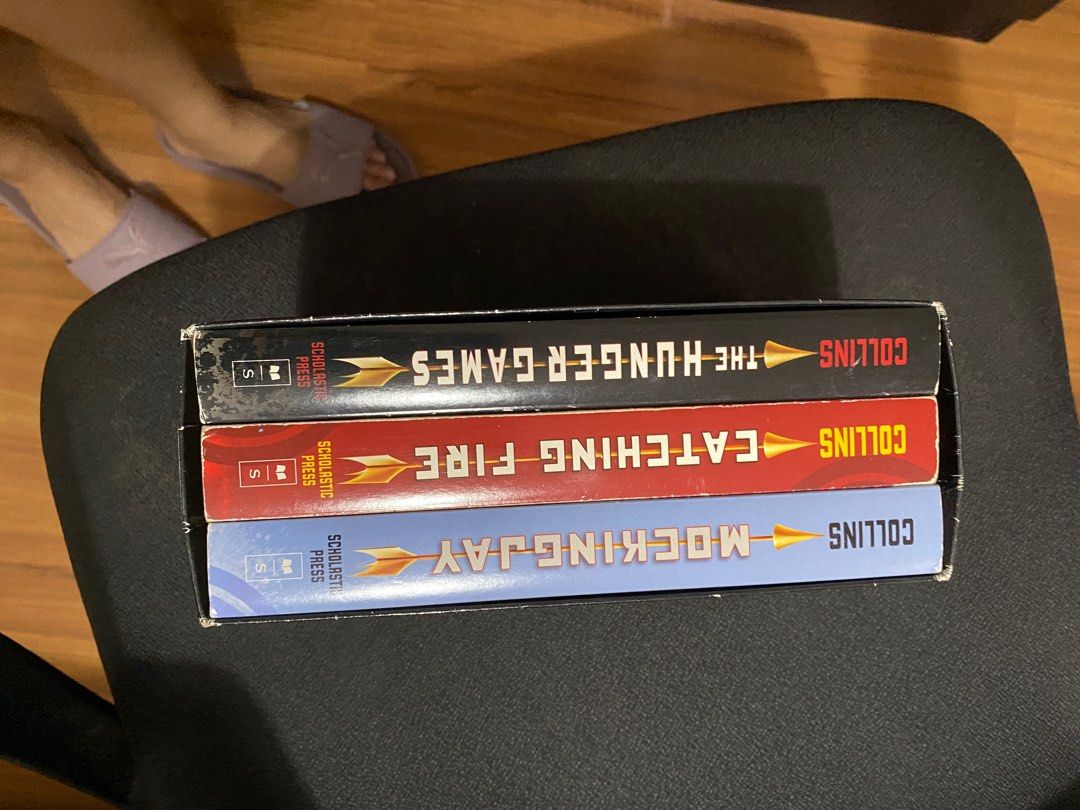 COLLINS
THE HUNGER GAMES
SCHOLASTIC
PRESS
S
COLLINS
CATCHING FIRE
SCHOLASTIC
PRESS
S
COLLINS
MOCKINGJAY
SCHOLASTIC
PRESS
S